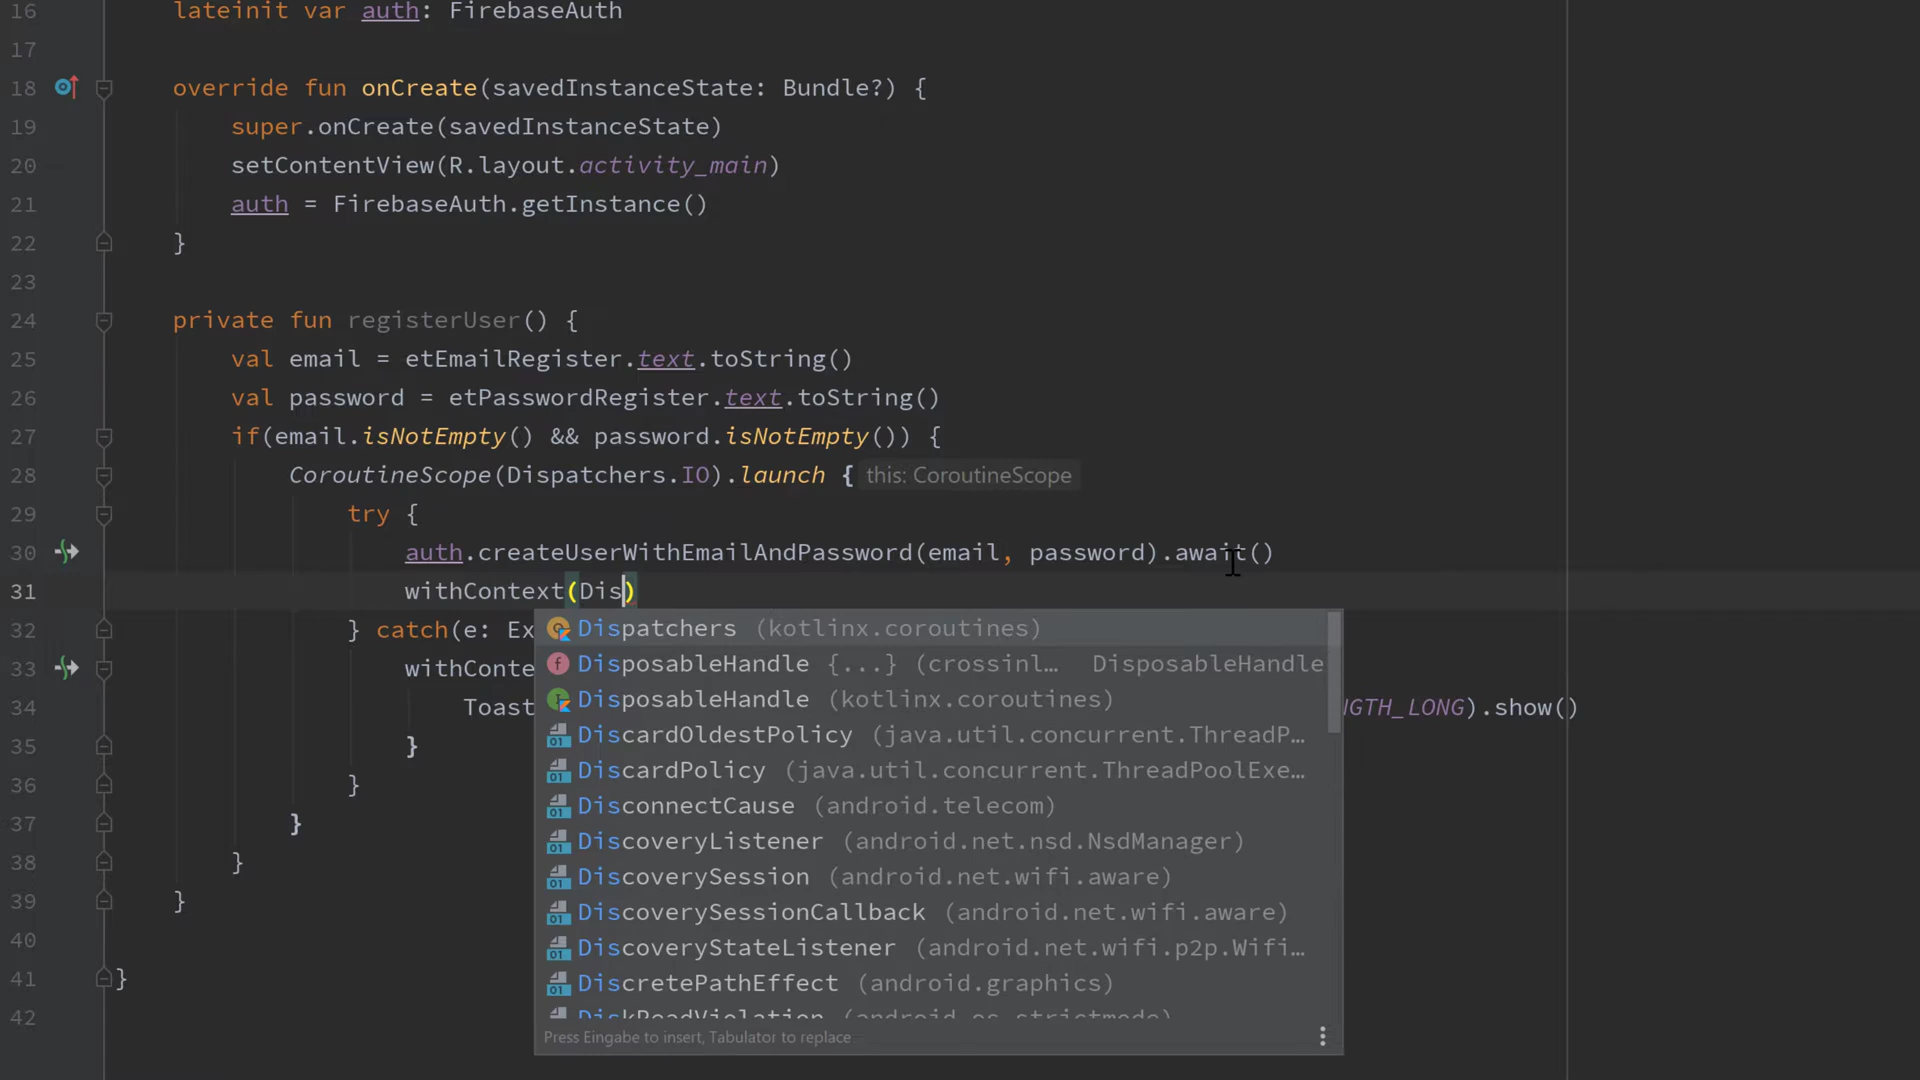 16 lateinit var auth: FirebaseAuth
17
18 override fun onCreate(savedInstanceState: Bundle?) {
19 super.onCreate(savedInstanceState)
20 setContentView(R.layout.activity_main)
21 auth = FirebaseAuth.getInstance()
22 }
23
24 private fun registerUser() {
25 val email = etEmailRegister.text.toString()
26 val password = etPasswordRegister.text.toString()
27 if(email.isNotEmpty() && password.isNotEmpty()) {
28 CoroutineScope(Dispatchers.IO).launch { this: CoroutineScope
29 try {
30 auth.createUserWithEmailAndPassword(email, password).await()
31 withContext(Dis)
32 } catch(e: Ex
33 withConte
34 Toast NGTH_LONG).show()
35 }
36 }
37 }
38 }
39 }
40
41 }
42
Dispatchers (kotlinx.coroutines)
DisposableHandle {...} (crossinl… DisposableHandle
DisposableHandle (kotlinx.coroutines)
DiscardOldestPolicy (java.util.concurrent.ThreadP…
DiscardPolicy (java.util.concurrent.ThreadPoolExe…
DisconnectCause (android.telecom)
DiscoveryListener (android.net.nsd.NsdManager)
DiscoverySession (android.net.wifi.aware)
DiscoverySessionCallback (android.net.wifi.aware)
DiscoveryStateListener (android.net.wifi.p2p.Wifi…
DiscretePathEffect (android.graphics)
DiskReadViolation (android.os.strictmode)
Press Eingabe to insert, Tabulator to replace